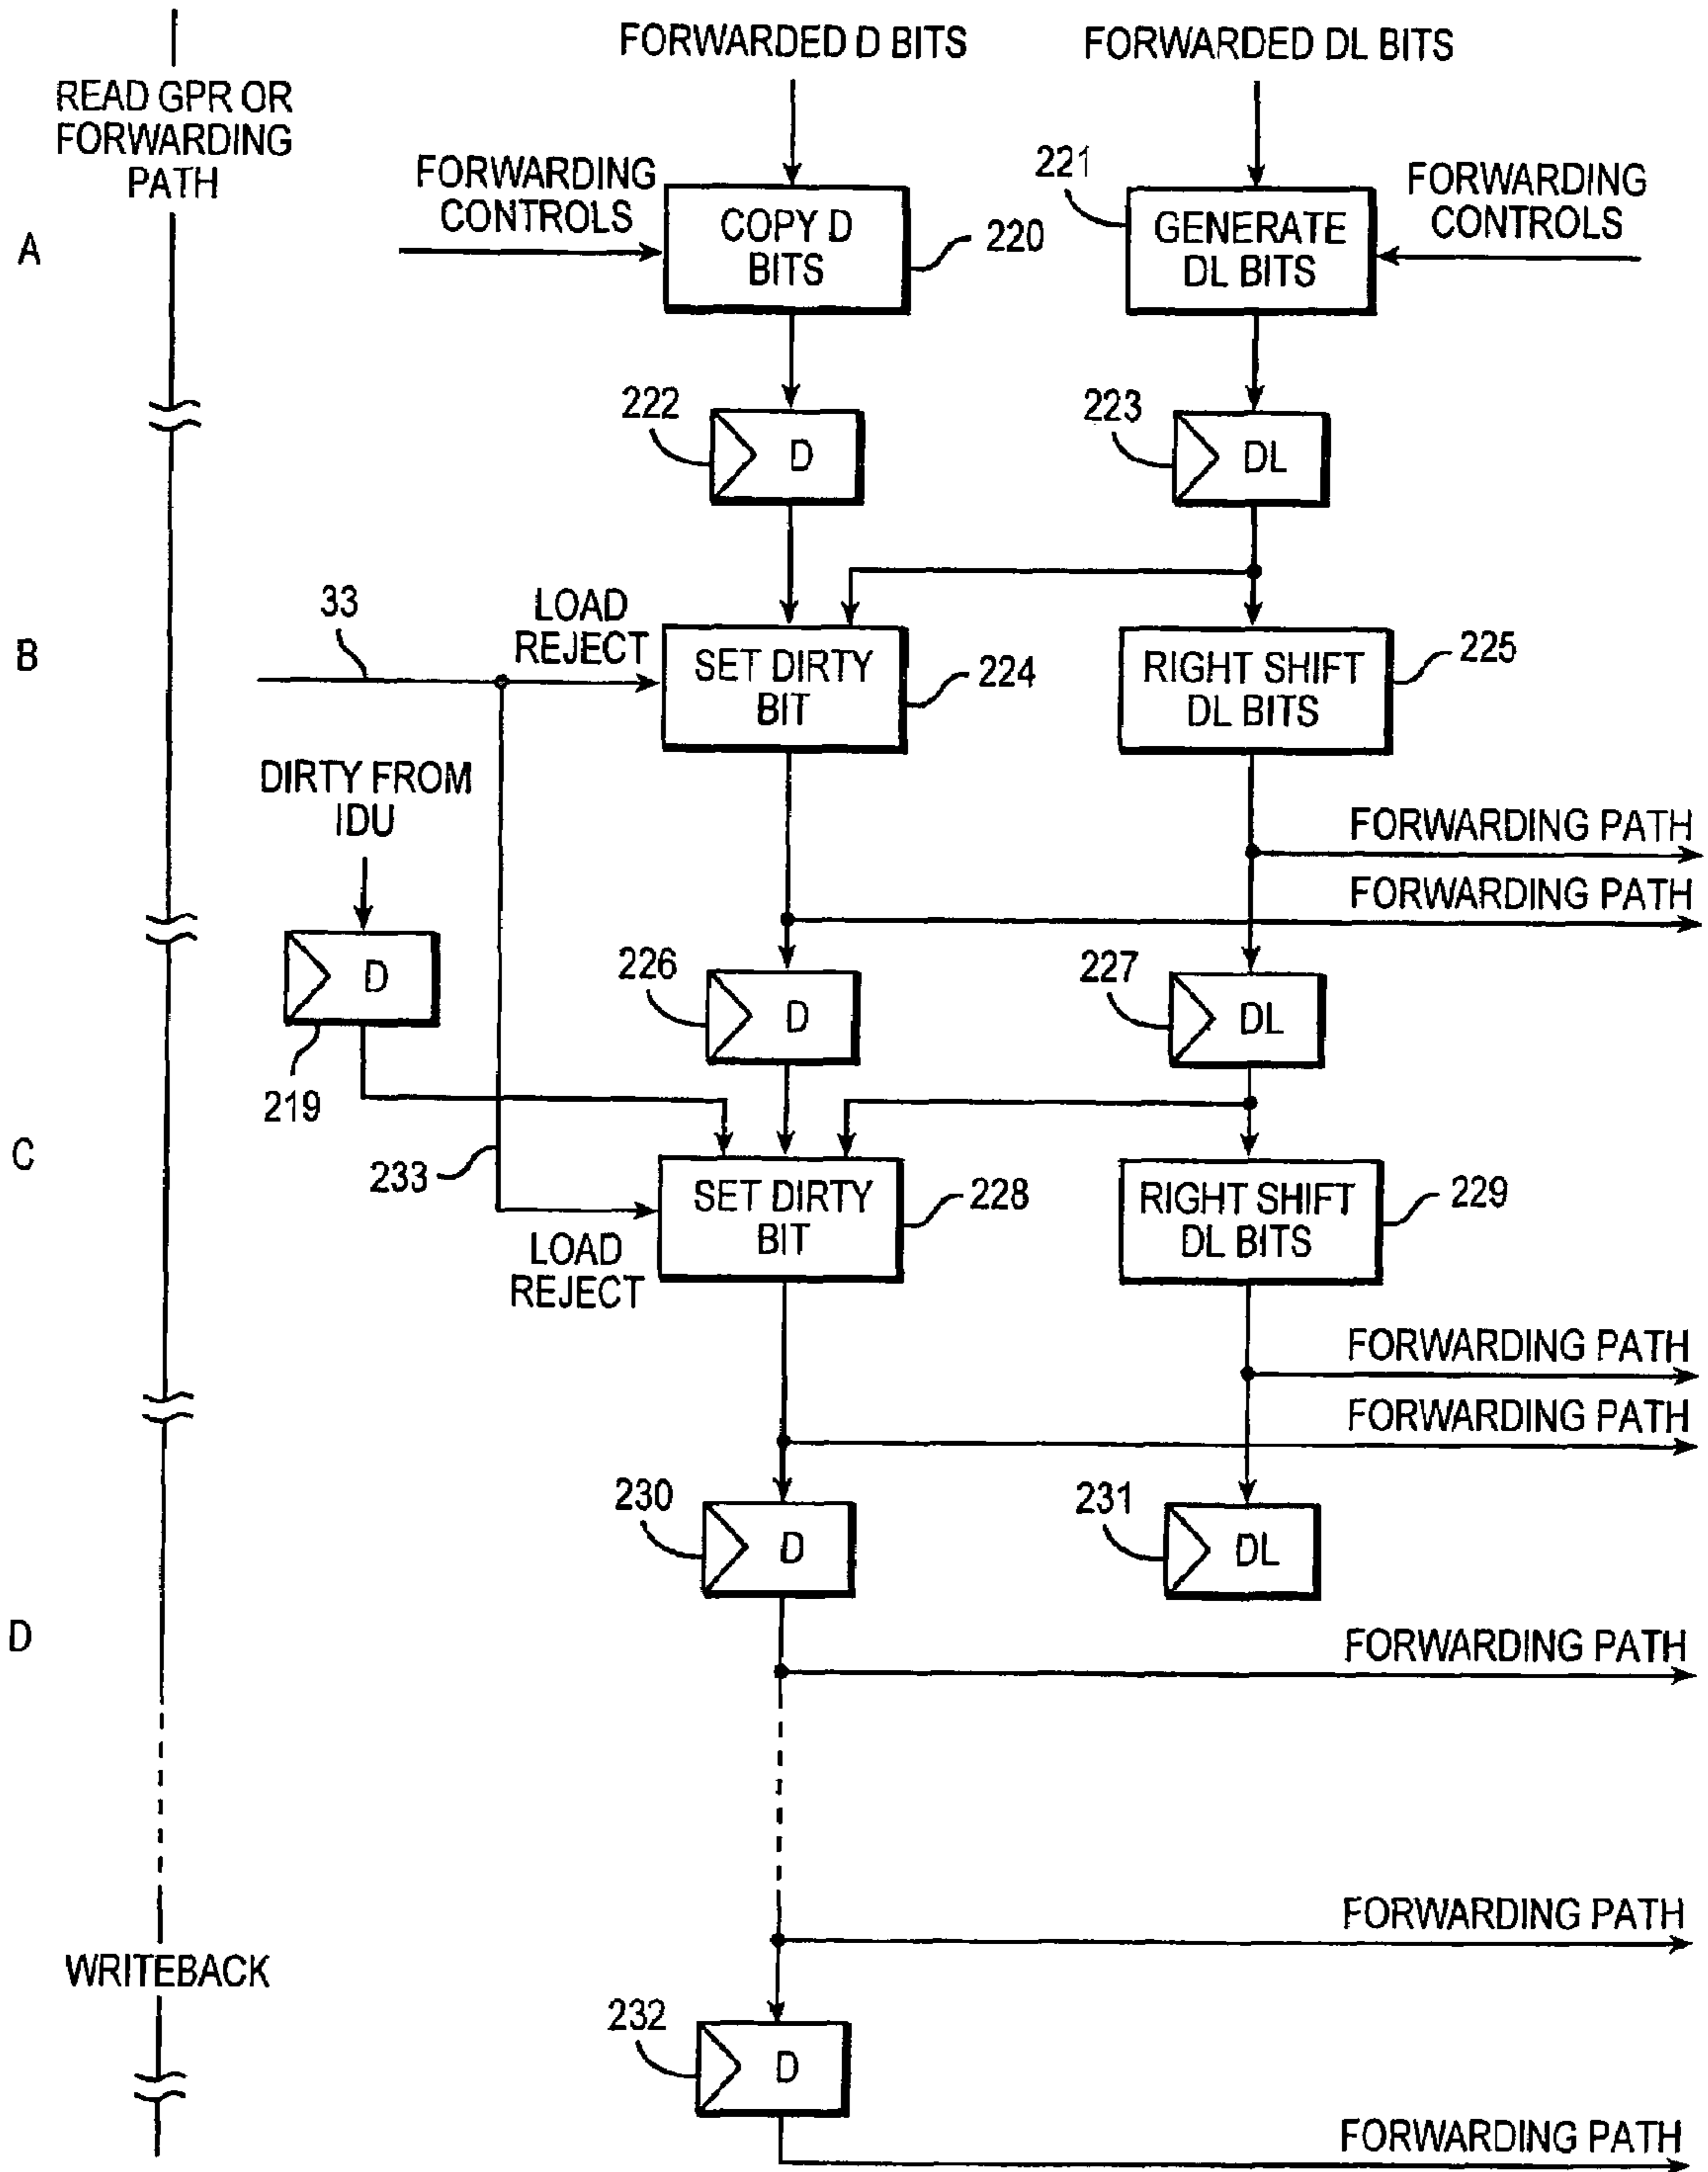 FORWARDED D BITS
FORWARDED DL BITS
READ GPR OR
FORWARDING
PATH
FORWARDING
CONTROLS
221
FORWARDING
CONTROLS
A
COPY D
BITS
220
GENERATE
DL BITS
222
D
223
DL
33
LOAD
REJECT
B
SET DIRTY
BIT
224
RIGHT SHIFT
DL BITS
225
DIRTY FROM
IDU
FORWARDING PATH
FORWARDING PATH
D
219
226
D
227
DL
C
233
SET DIRTY
BIT
228
RIGHT SHIFT
DL BITS
229
LOAD
REJECT
FORWARDING PATH
FORWARDING PATH
230
D
231
DL
D
FORWARDING PATH
FORWARDING PATH
WRITEBACK
232
D
FORWARDING PATH